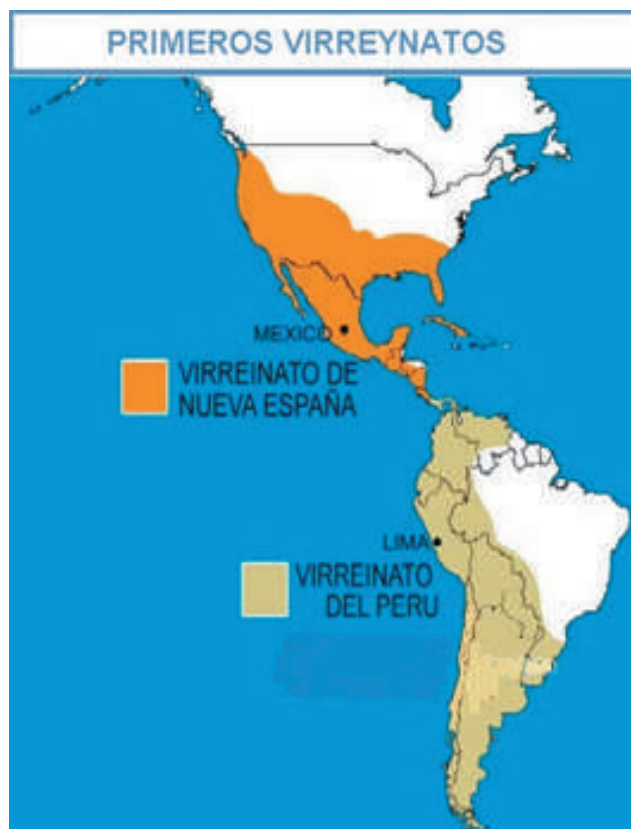 PRIMEROS VIRREYNATOS
MEXICO
VIRREINATO DE
NUEVA ESPAÑA
LIMA
VIRREINATO
DEL PERU